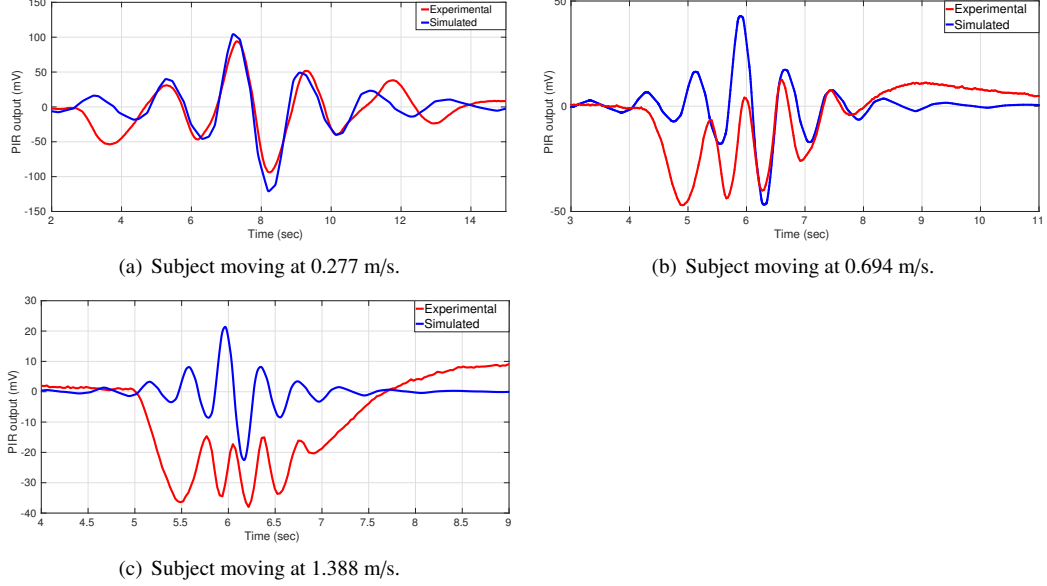 150
100
50
0
-50
-100
-150
2 4 6 8 10 12 14
PIR output (mV)
Time (sec)
Experimental
Simulated
(a) Subject moving at 0.277 m/s.
50
0
-50
3 4 5 6 7 8 9 10 11
PIR output (mV)
Time (sec)
Experimental
Simulated
(b) Subject moving at 0.694 m/s.
30
20
10
0
-10
-20
-30
-40
4 4.5 5 5.5 6 6.5 7 7.5 8 8.5 9
PIR output (mV)
Time (sec)
Experimental
Simulated
(c) Subject moving at 1.388 m/s.